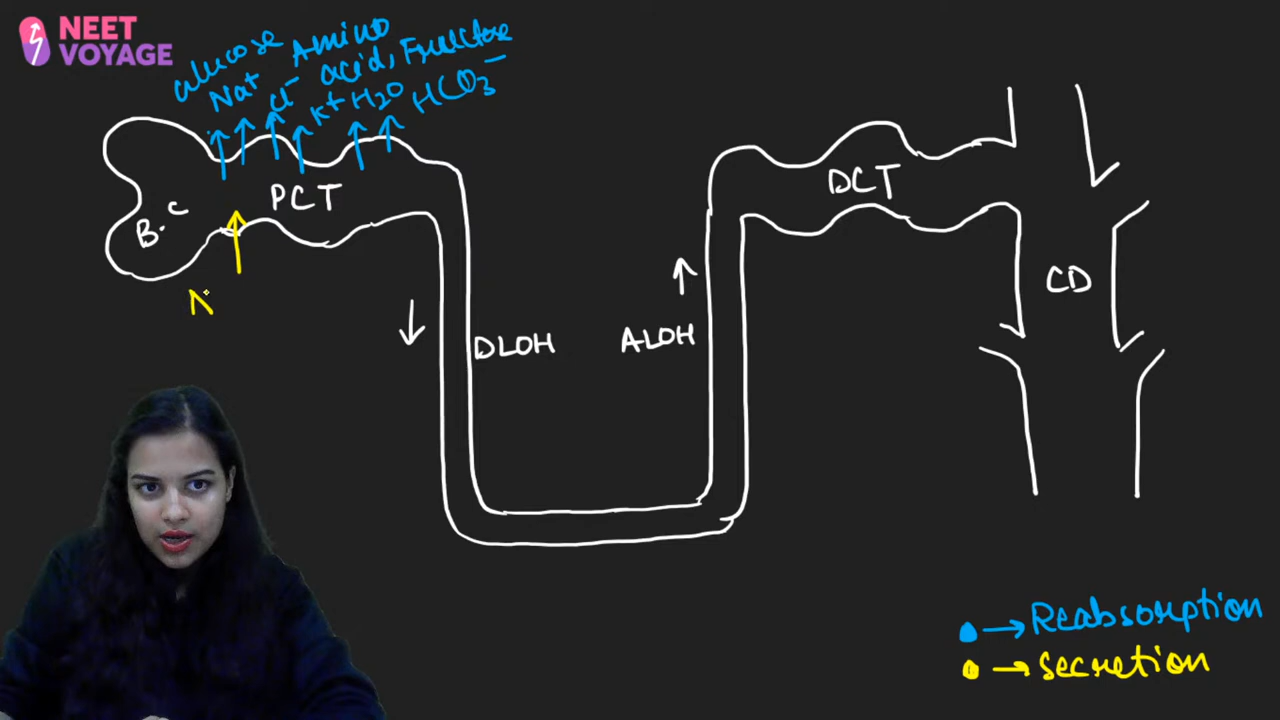 NEET
VOYAGE
Glucose Amino
Na+ Cl- acid, Fructose
K+ H2O HCO3-
B.C
PCT
DLOH
ALOH
DCT
CD
N
→ Reabsorption
→ Secretion